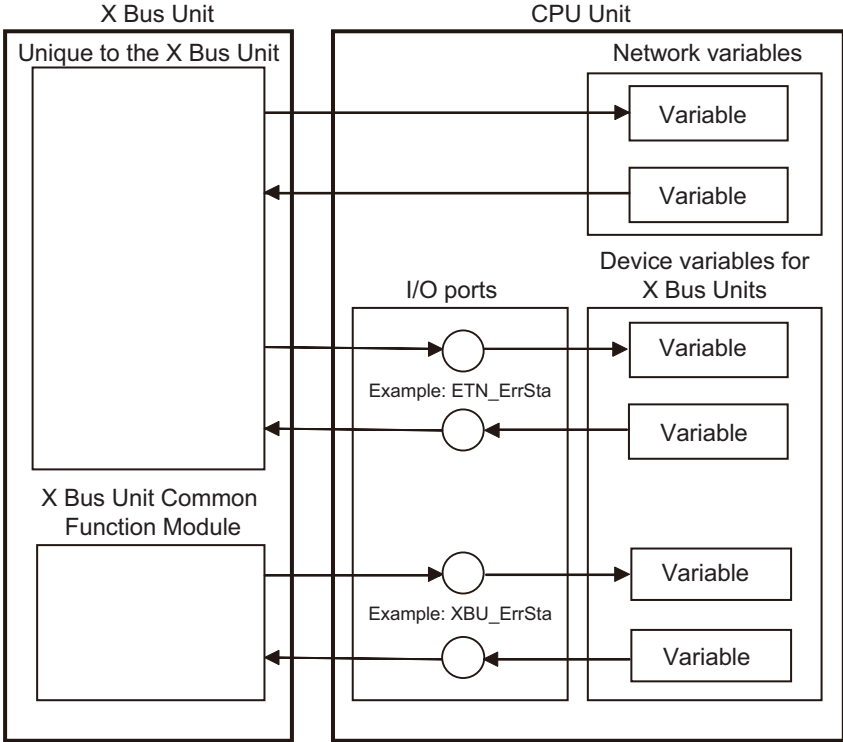 X Bus Unit
CPU Unit
Unique to the X Bus Unit
Network variables
Variable
Variable
Device variables for
X Bus Units
I/O ports
Variable
Example: ETN_ErrSta
Variable
X Bus Unit Common
Function Module
Variable
Example: XBU_ErrSta
Variable